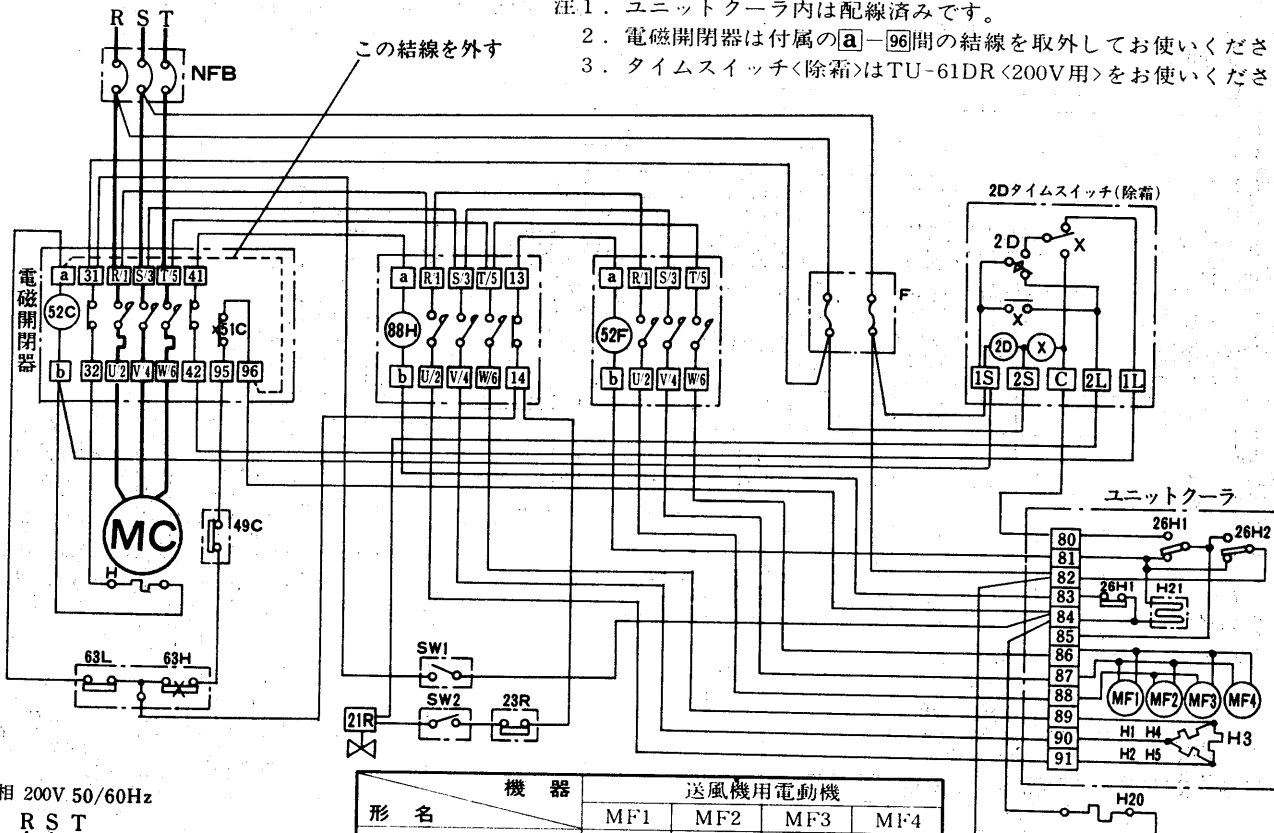 R S T
NFB
この結線を外す
注1. ユニットクーラ内は配線済みです。
2. 電磁開閉器は付属のa－96間の結線を取外してお使いくださ
3. タイムスイッチ<除霜>はTU-61DR<200V用>をお使いくださ
電磁開閉器
a 31 R/1 S/3 T/5 41
52C
51C
b 32 U/2 V/4 W/6 42 95 96
a R/1 S/3 T/5 13
88H
b U/2 V/4 W/6 14
a R/1 S/3 T/5
52F
b U/2 V/4 W/6
F
2Dタイムスイッチ(除霜)
2D X
X
2D X
1S 2S C 2L 1L
MC
49C
H
63L 63H
SW1
SW2 23R
21R
ユニットクーラ
80
81
82
83
84
85
86
87
88
89
90
91
26H1 26H2
26H1 H21
MF1 MF2 MF3 MF4
H1 H4
H2 H5
H3
H20
相 200V 50/60Hz
R S T
機器
形名
送風機用電動機
MF1 MF2 MF3 MF4